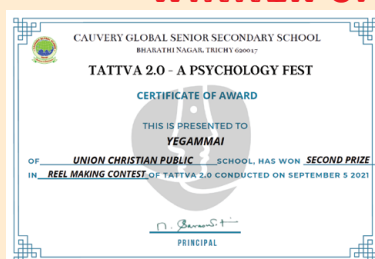 CAUVERY GLOBAL SENIOR SECONDARY SCHOOL
BHARATHI NAGAR, TRICHY 620017
TATTVA 2.0 - A PSYCHOLOGY FEST
CERTIFICATE OF AWARD
THIS IS PRESENTED TO
YEGAMMAI
OF UNION CHRISTIAN PUBLIC SCHOOL, HAS WON SECOND PRIZE
IN REEL MAKING CONTEST OF TATTVA 2.0 CONDUCTED ON SEPTEMBER 5 2021
PRINCIPAL